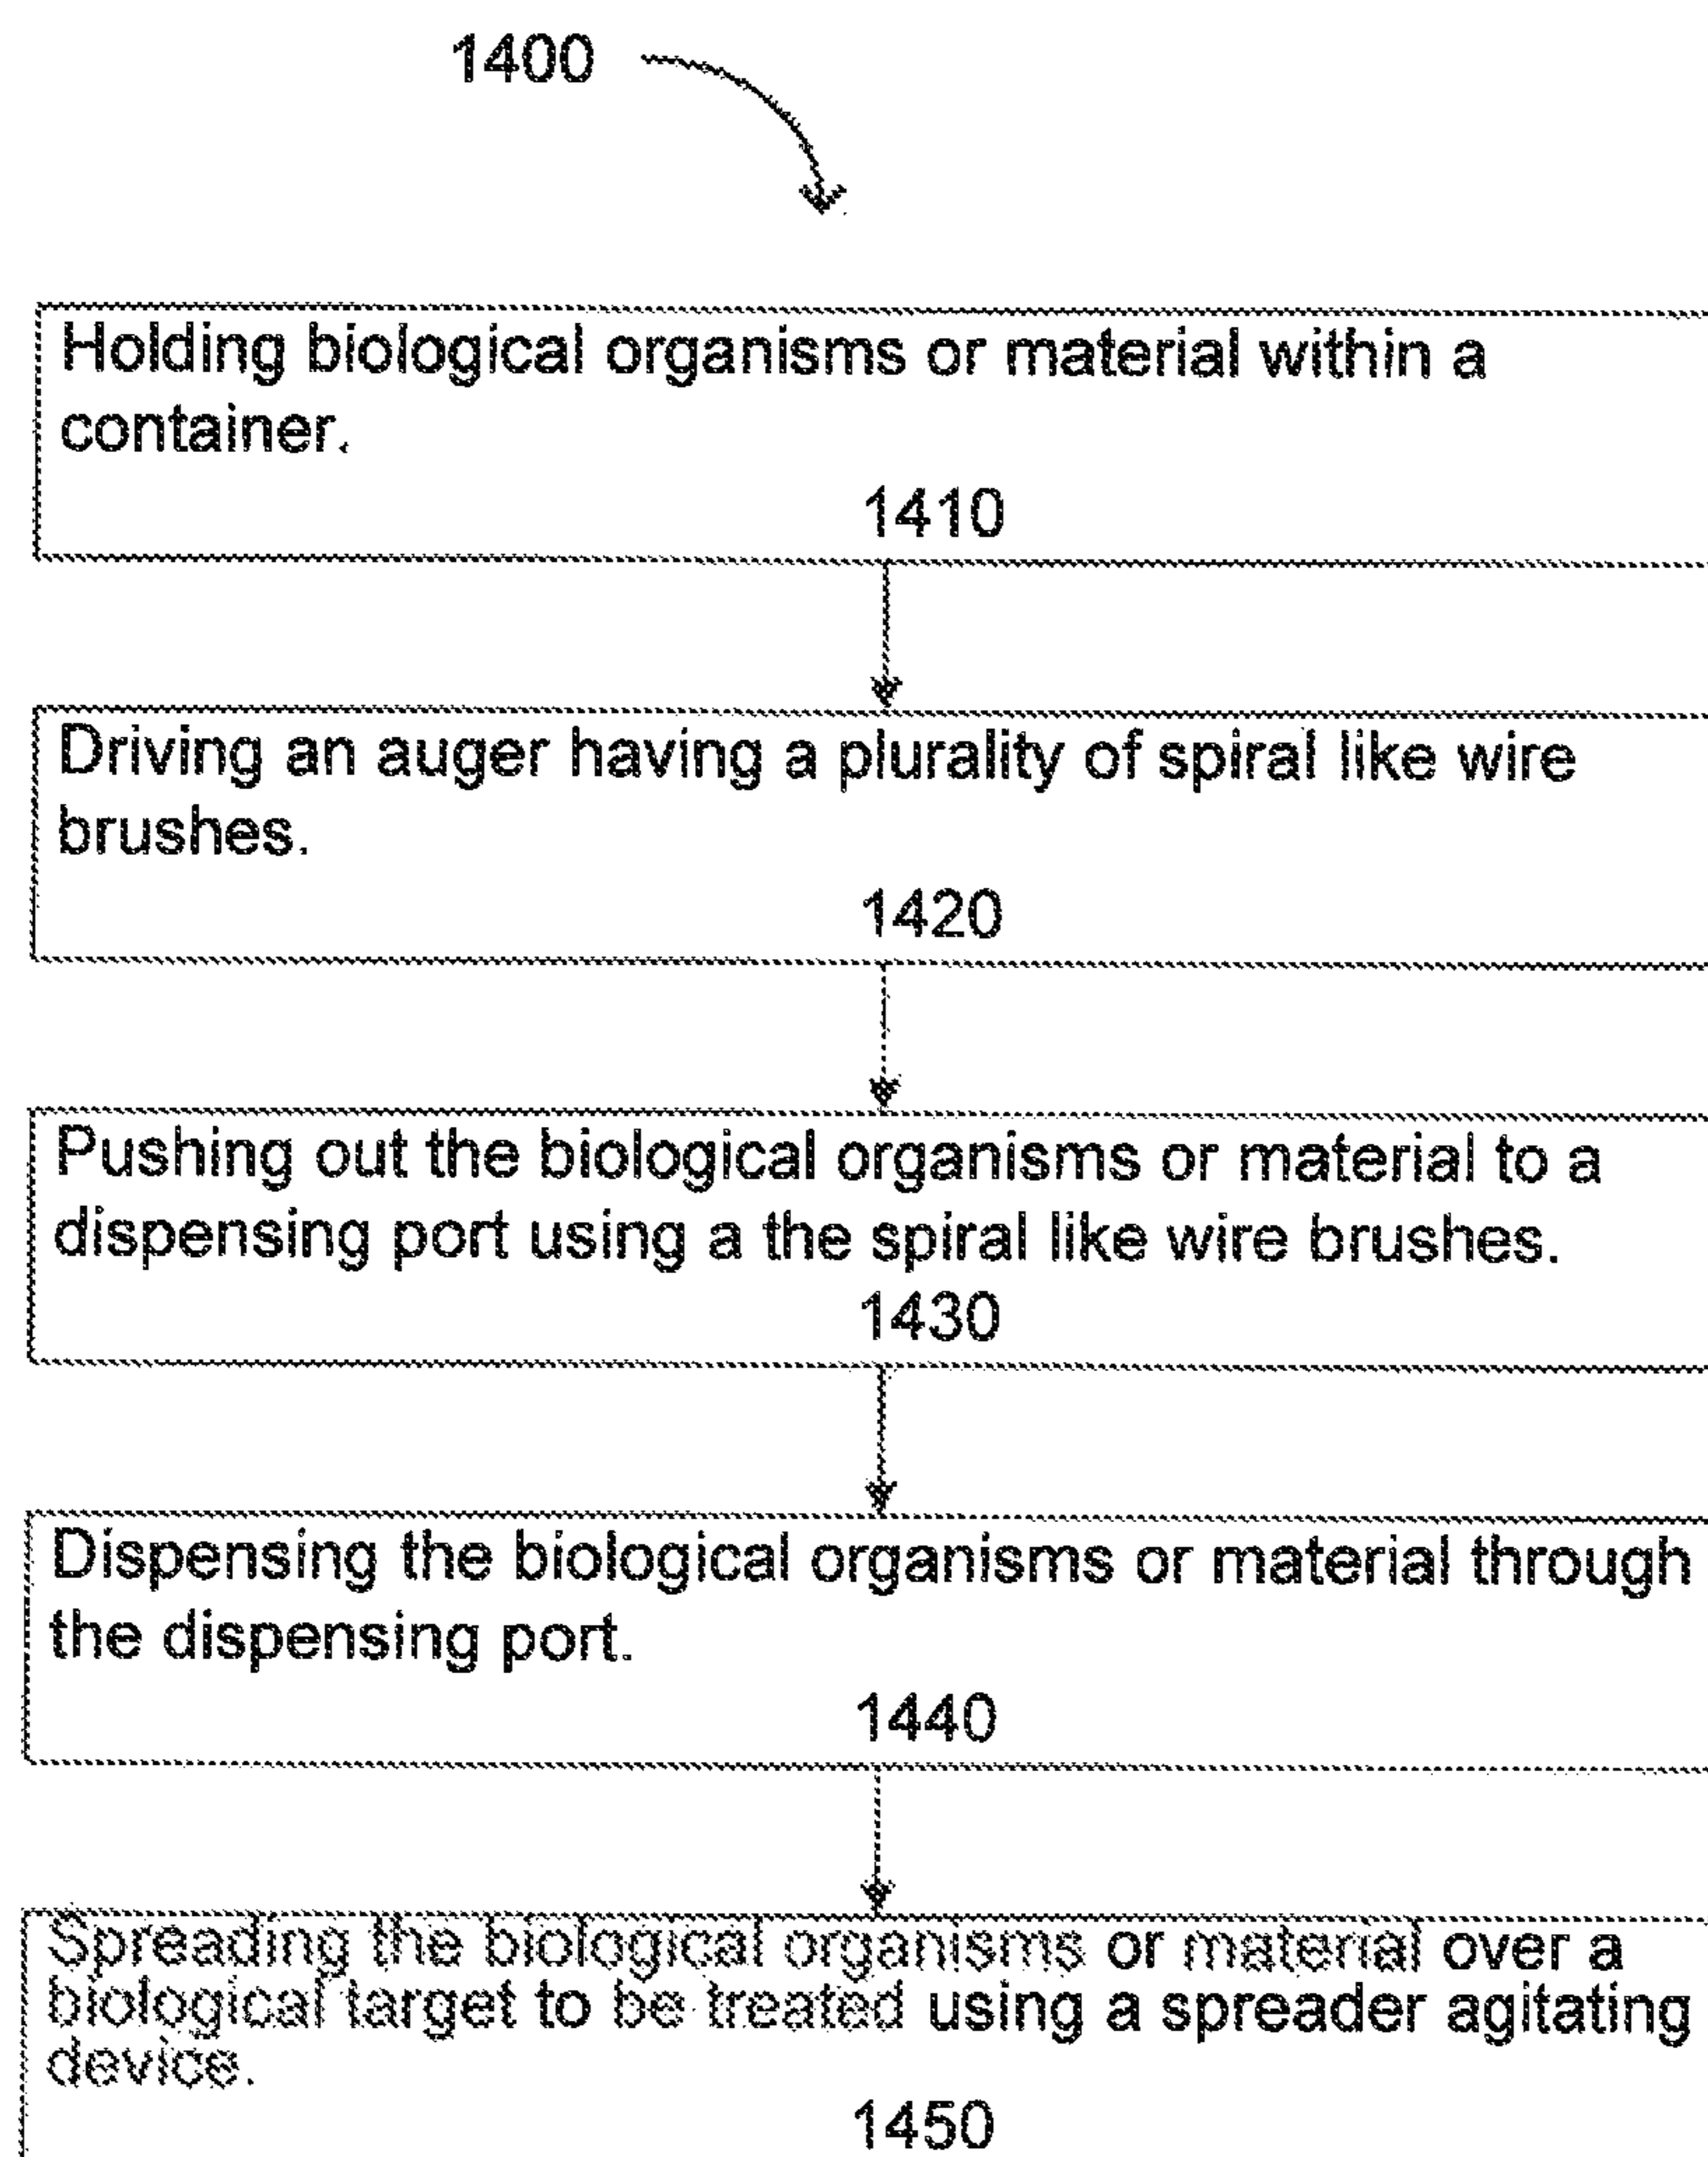 1400
Holding biological organisms or material within a
container.
1410
Driving an auger having a plurality of spiral like wire
brushes.
1420
Pushing out the biological organisms or material to a
dispensing port using a the spiral like wire brushes.
1430
Dispensing the biological organisms or material through
the dispensing port.
1440
Spreading the biological organisms or material over a
biological target to be treated using a spreader agitating
device.
1450